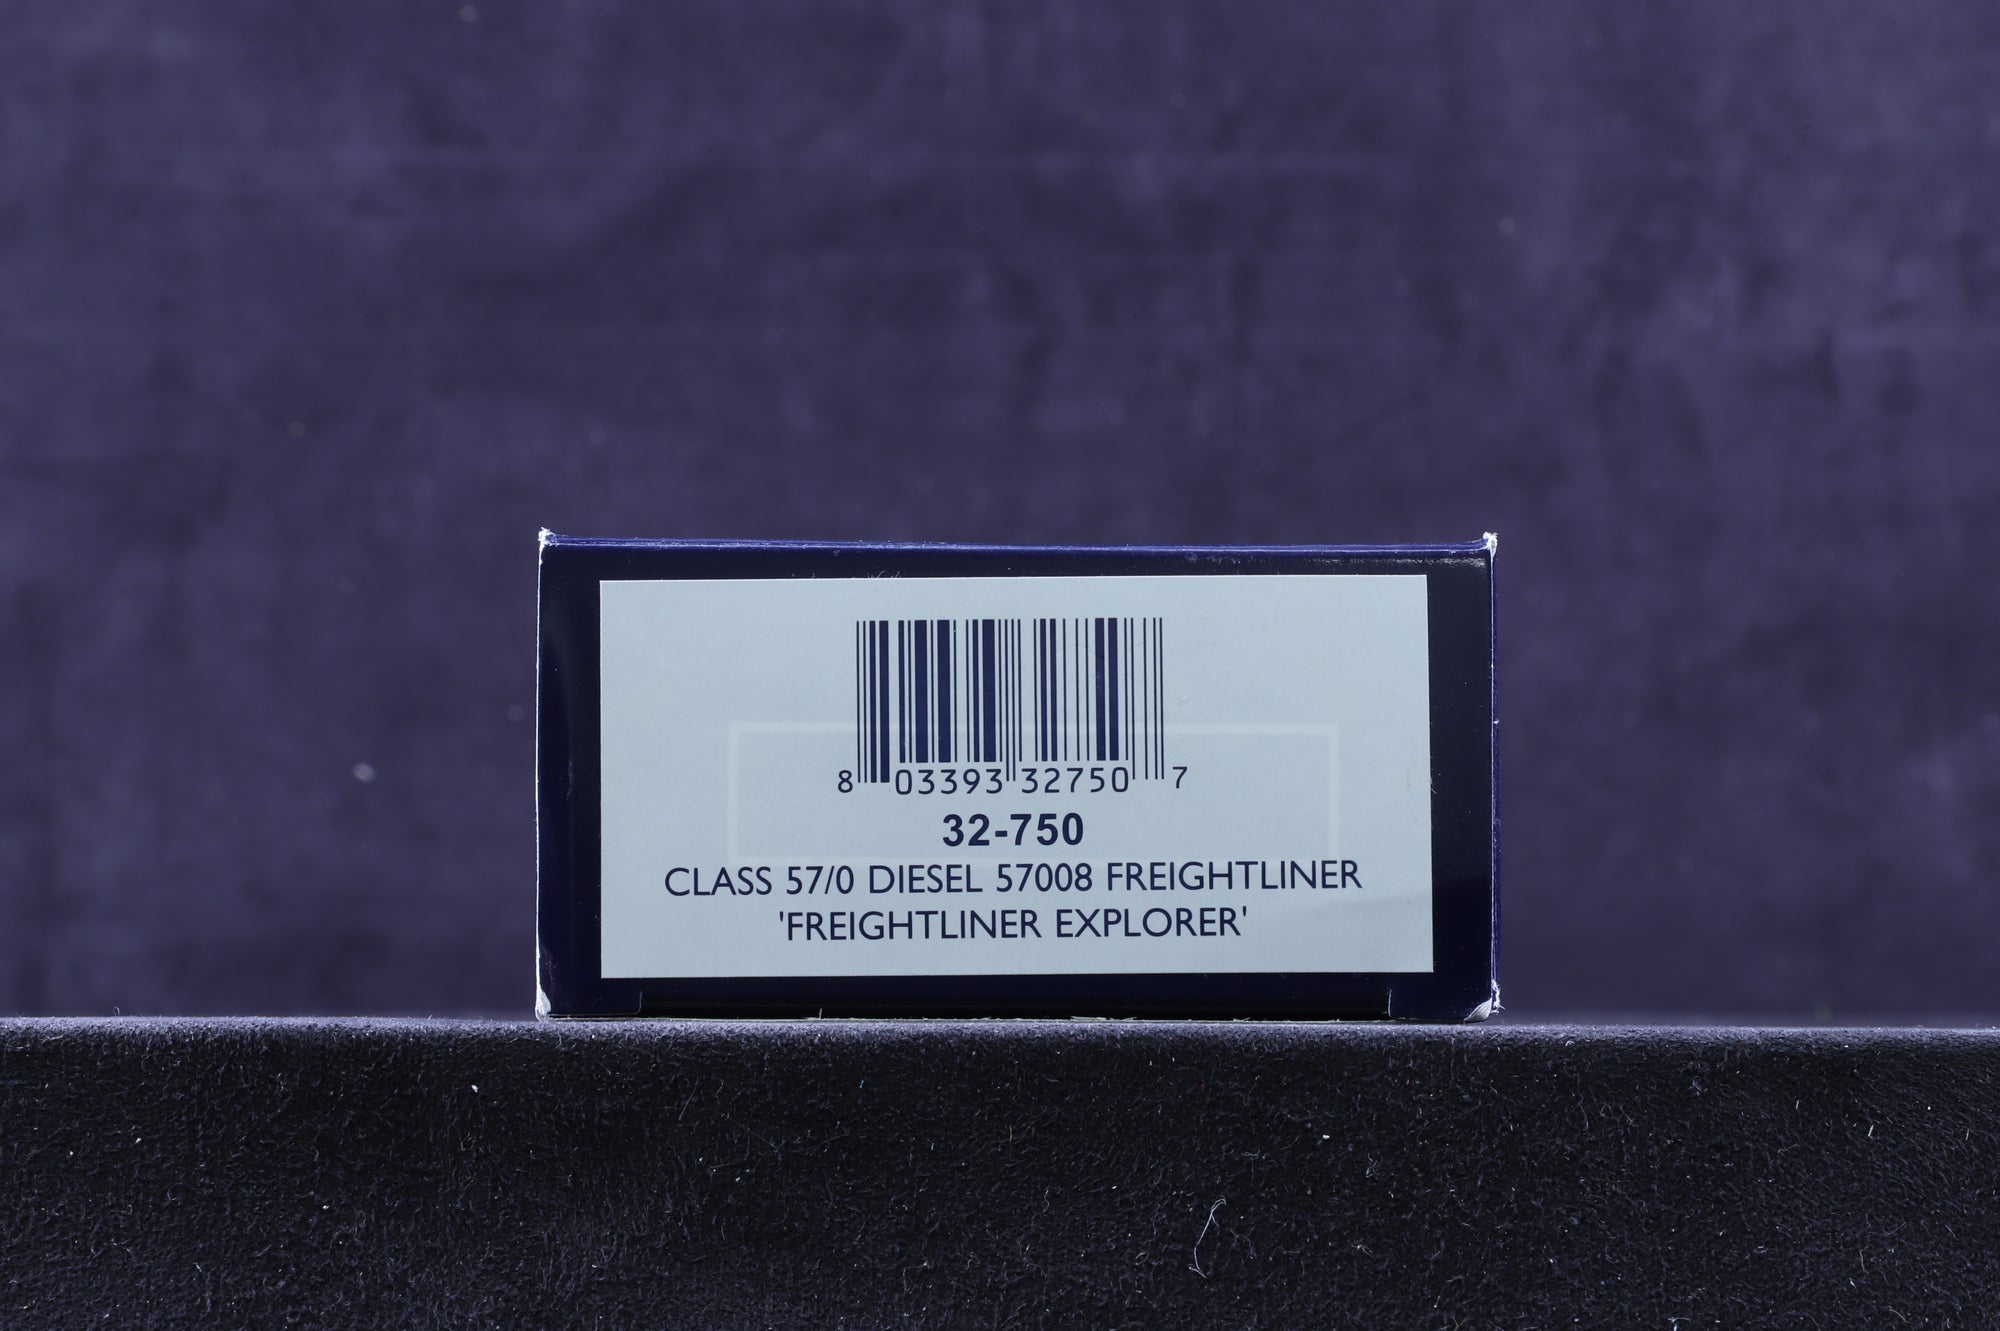 8 03393 32750 7
32-750
CLASS 57/0 DIESEL 57008 FREIGHTLINER
'FREIGHTLINER EXPLORER'